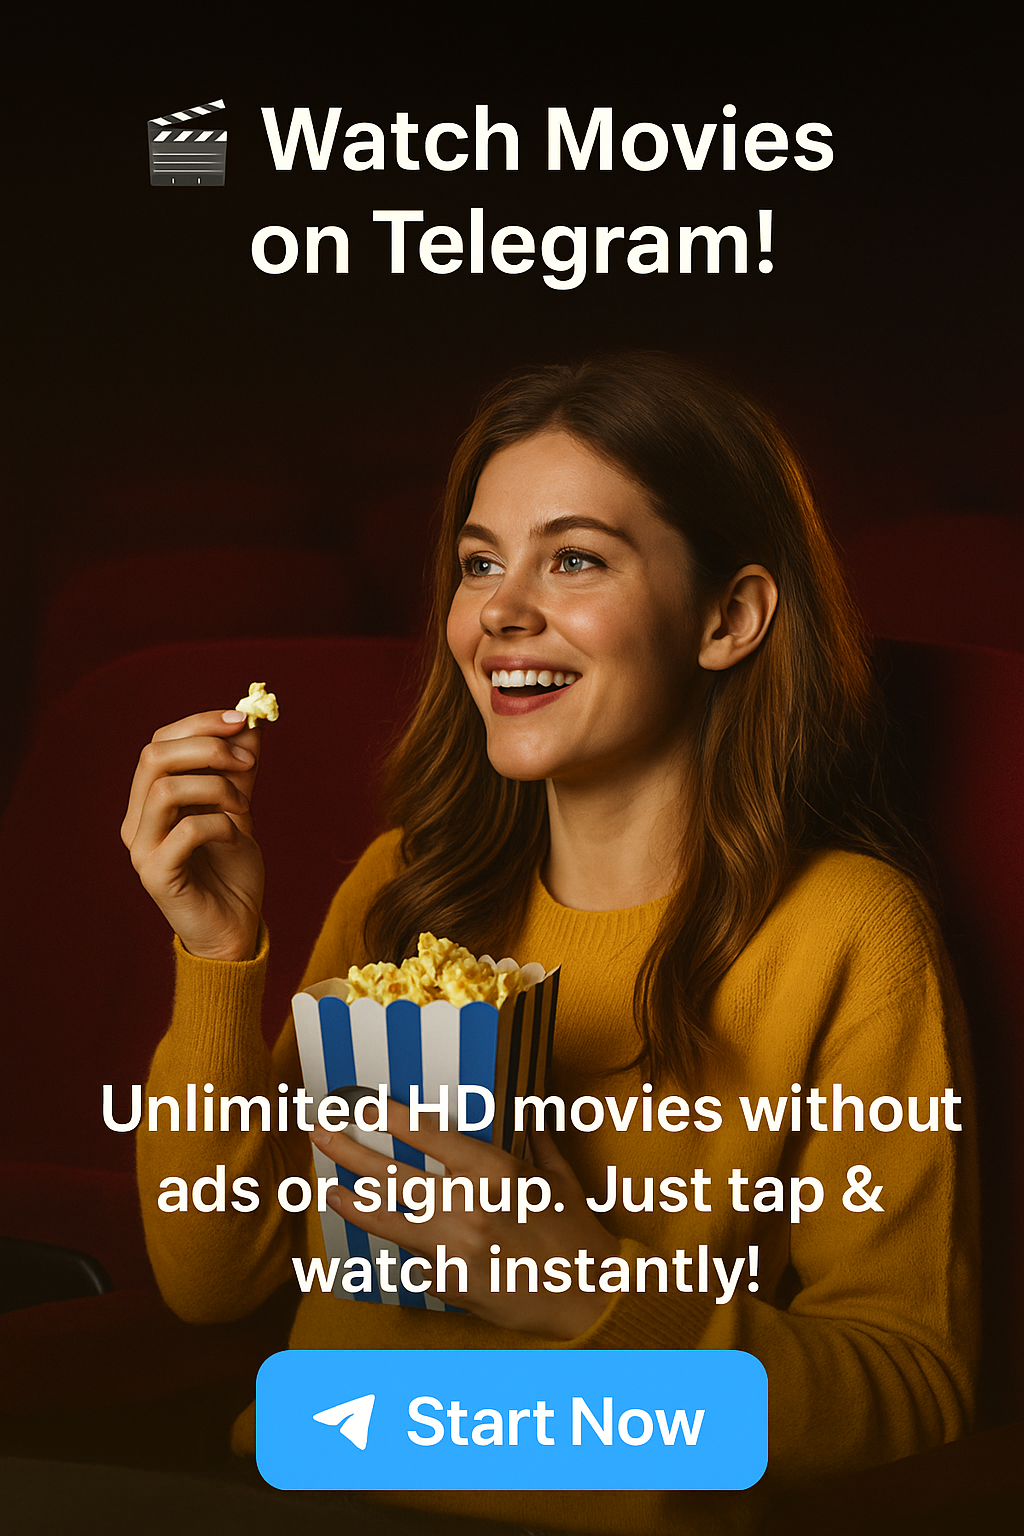 🎬 Watch Movies
on Telegram!
Unlimited HD movies without
ads or signup. Just tap &
watch instantly!
Start Now